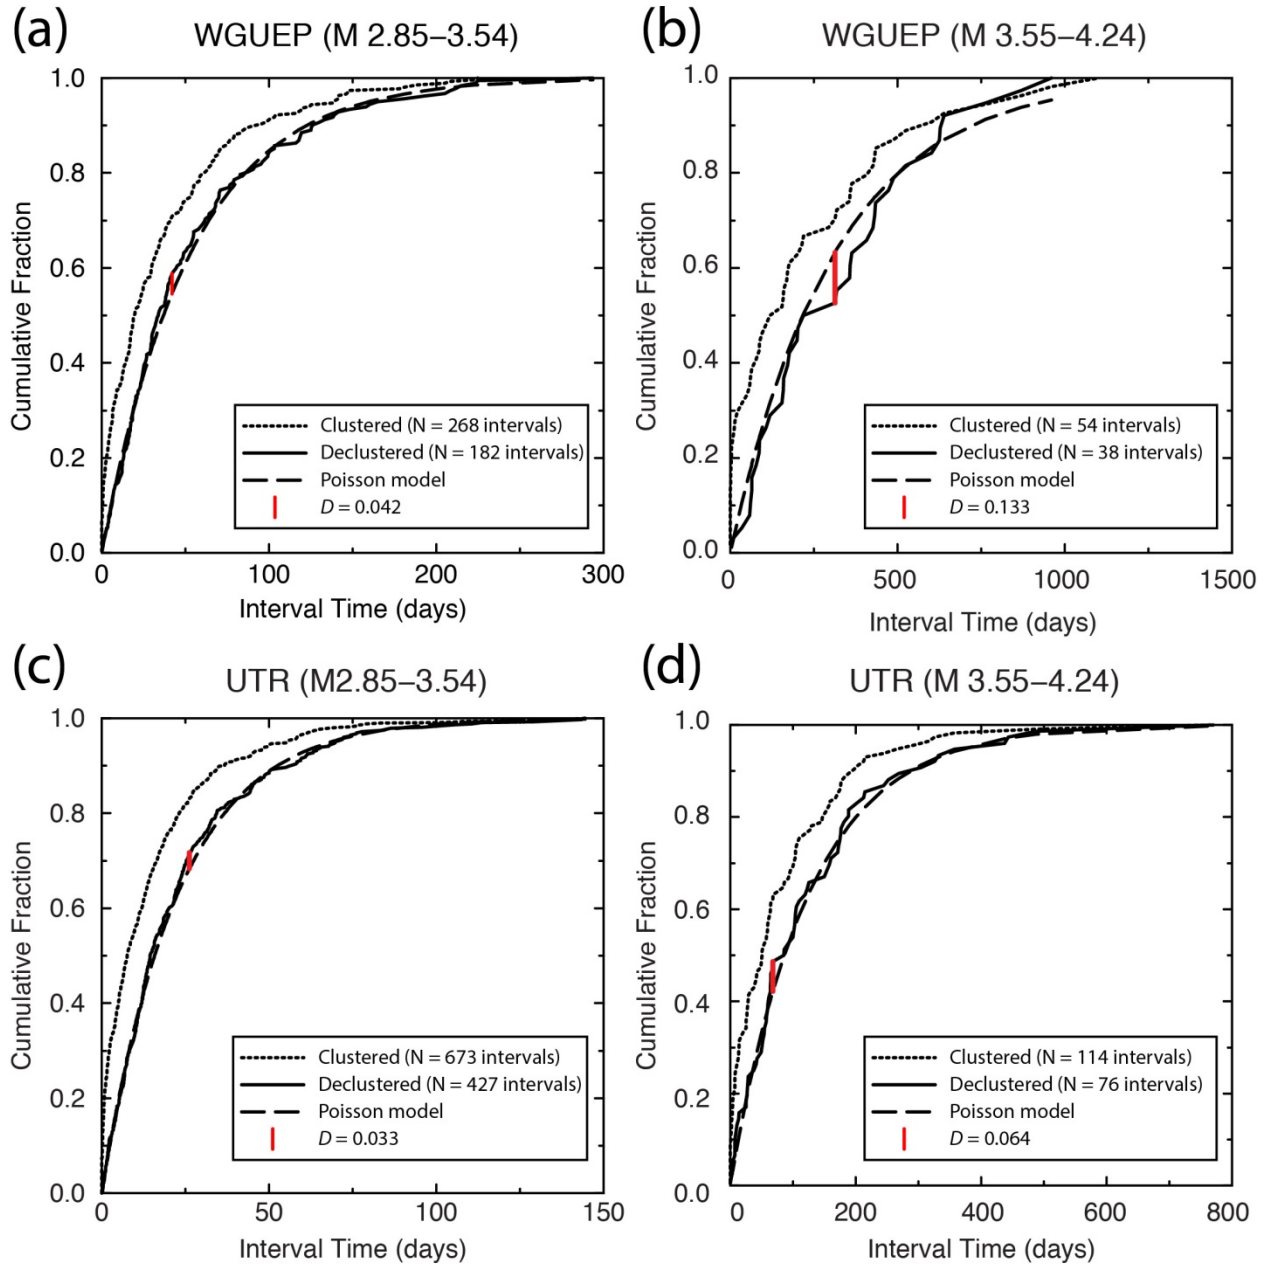 (a)
WGUEP (M 2.85–3.54)
Cumulative Fraction
1.0
0.8
0.6
0.4
0.2
0.0
Clustered (N = 268 intervals)
Declustered (N = 182 intervals)
Poisson model
D = 0.042
0 100 200 300
Interval Time (days)
(b)
WGUEP (M 3.55–4.24)
Cumulative Fraction
1.0
0.8
0.6
0.4
0.2
0.0
Clustered (N = 54 intervals)
Declustered (N = 38 intervals)
Poisson model
D = 0.133
0 500 1000 1500
Interval Time (days)
(c)
UTR (M2.85–3.54)
Cumulative Fraction
1.0
0.8
0.6
0.4
0.2
0.0
Clustered (N = 673 intervals)
Declustered (N = 427 intervals)
Poisson model
D = 0.033
0 50 100 150
Interval Time (days)
(d)
UTR (M 3.55–4.24)
Cumulative Fraction
1.0
0.8
0.6
0.4
0.2
0.0
Clustered (N = 114 intervals)
Declustered (N = 76 intervals)
Poisson model
D = 0.064
0 200 400 600 800
Interval Time (days)